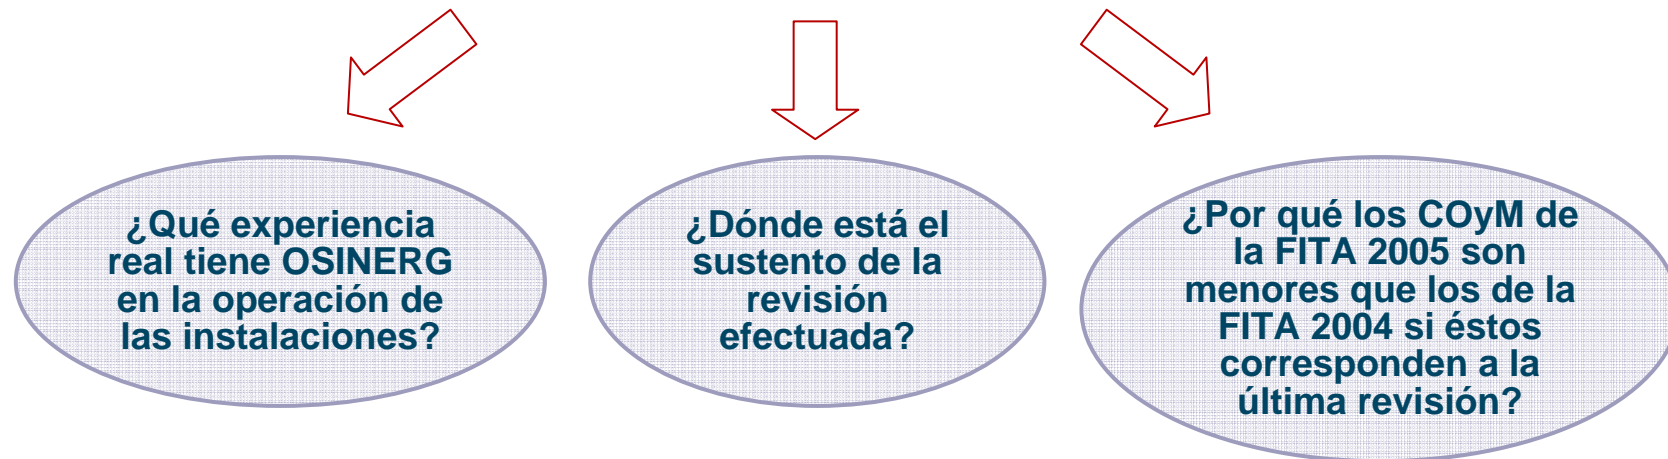 ¿Qué experiencia
real tiene OSINERG
en la operación de
las instalaciones?
¿Dónde está el
sustento de la
revisión
efectuada?
¿Por qué los COyM de
la FITA 2005 son
menores que los de la
FITA 2004 si éstos
corresponden a la
última revisión?